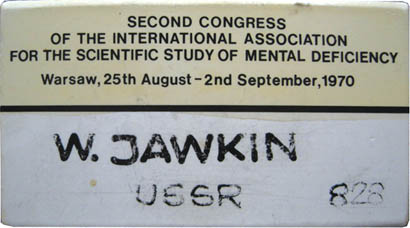 SECOND CONGRESS
OF THE INTERNATIONAL ASSOCIATION
FOR THE SCIENTIFIC STUDY OF MENTAL DEFICIENCY
Warsaw, 25th August-2nd September, 1970
W. JAWKIN
USSR 828